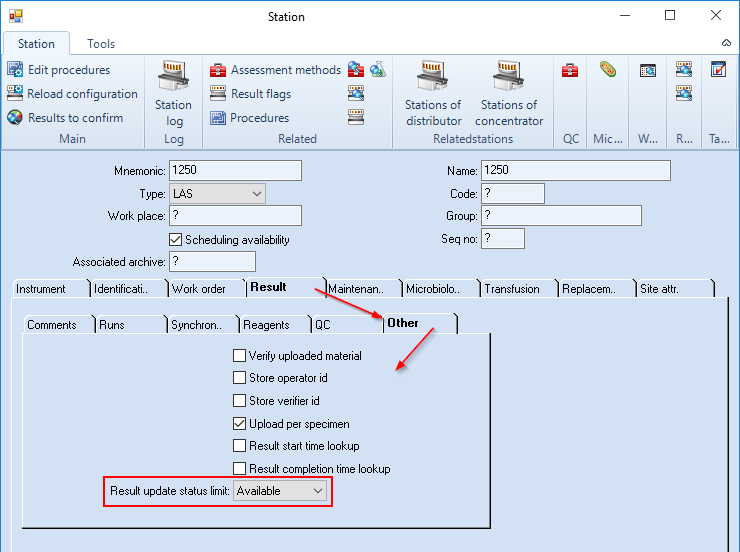 Station
Station Tools
Edit procedures
Reload configuration
Results to confirm
Main
Station
log
Log
Assessment methods
Result flags
Procedures
Related
Stations of
distributor
Stations of
concentrator
Relatedstations
QC
Mic...
W...
R...
Ta...
Mnemonic: 1250
Name: 1250
Type: LAS
Code: ?
Work place: ?
Group: ?
Scheduling availability
Seq no: ?
Associated archive: ?
Instrument Identificati.. Work order Result Maintenan.. Microbiolo.. Transfusion Replacem.. Site attr.
Comments Runs Synchron.. Reagents QC Other
Verify uploaded material
Store operator id
Store verifier id
Upload per specimen
Result start time lookup
Result completion time lookup
Result update status limit: Available